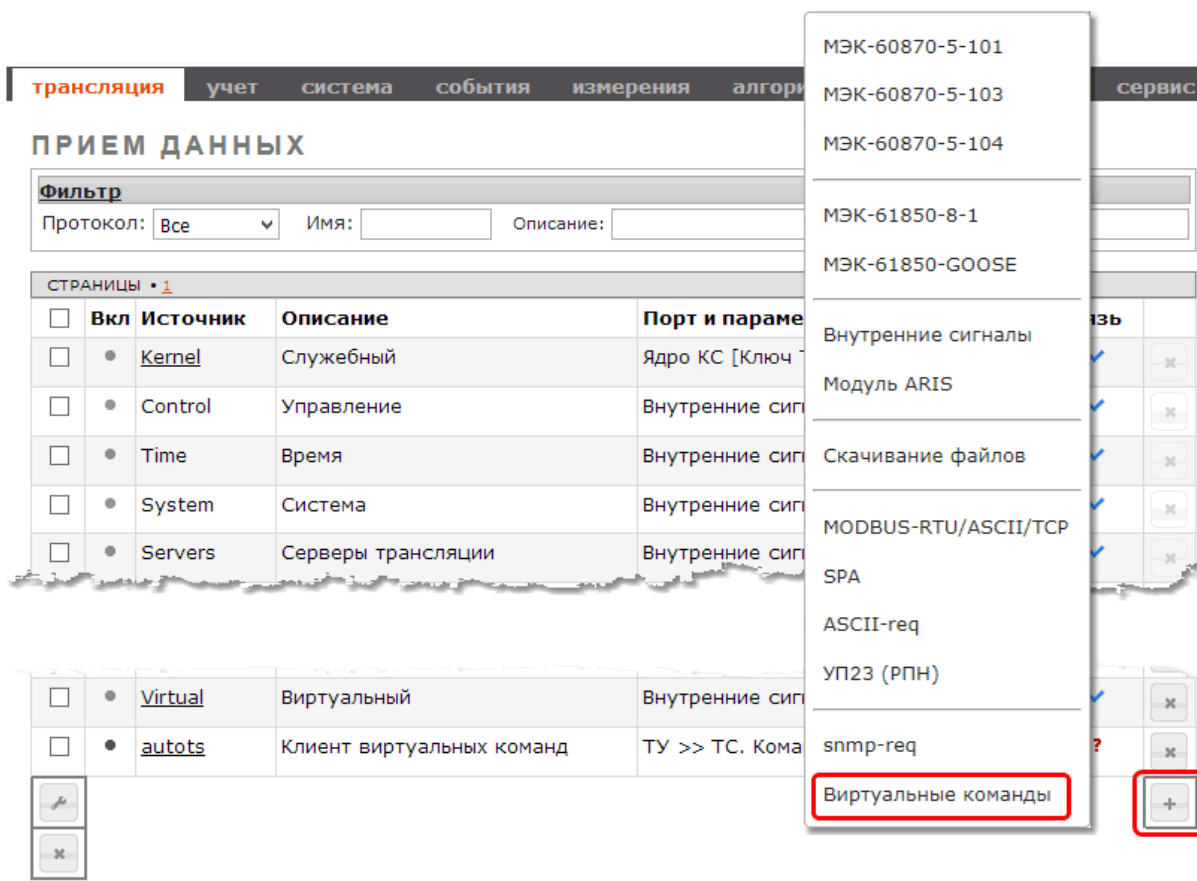 трансляция учет система события измерения алгори сервис
ПРИЕМ ДАННЫХ
Фильтр
Протокол: Все Имя: Описание:
СТРАНИЦЫ • 1
Вкл Источник Описание Порт и параме язь
Kernel Служебный Ядро КС [Ключ
Control Управление Внутренние сиг
Time Время Внутренние сиг
System Система Внутренние сиг
Servers Серверы трансляции Внутренние сиг
Virtual Виртуальный Внутренние сиг
autots Клиент виртуальных команд ТУ >> ТС. Кома ?
МЭК-60870-5-101
МЭК-60870-5-103
МЭК-60870-5-104
МЭК-61850-8-1
МЭК-61850-GOOSE
Внутренние сигналы
Модуль ARIS
Скачивание файлов
MODBUS-RTU/ASCII/TCP
SPA
ASCII-req
УП23 (РПН)
snmp-req
Виртуальные команды